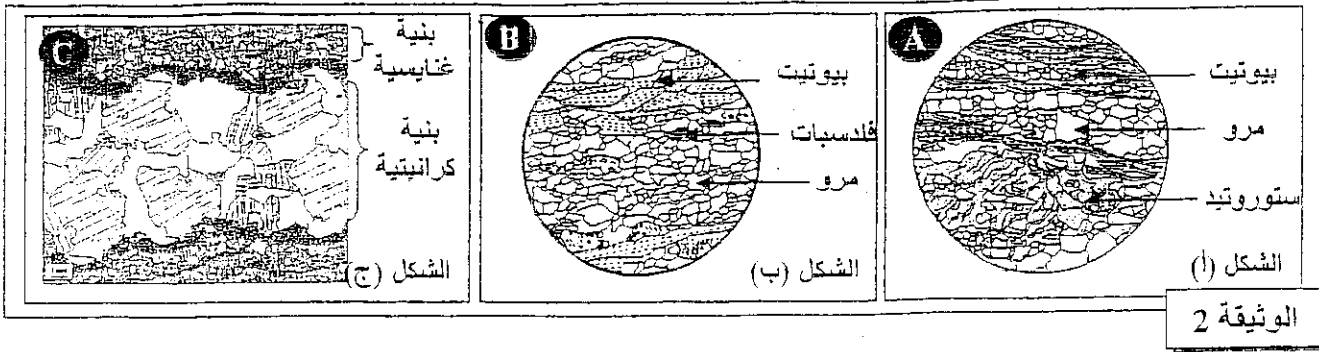 A
بيوتيت
مرو
ستوروتيد
الشكل (أ)
B
بيوتيت
فلدسبات
مرو
الشكل (ب)
C
بنية
غنايسية
بنية
كرانيتية
الشكل (ج)
الوثيقة 2